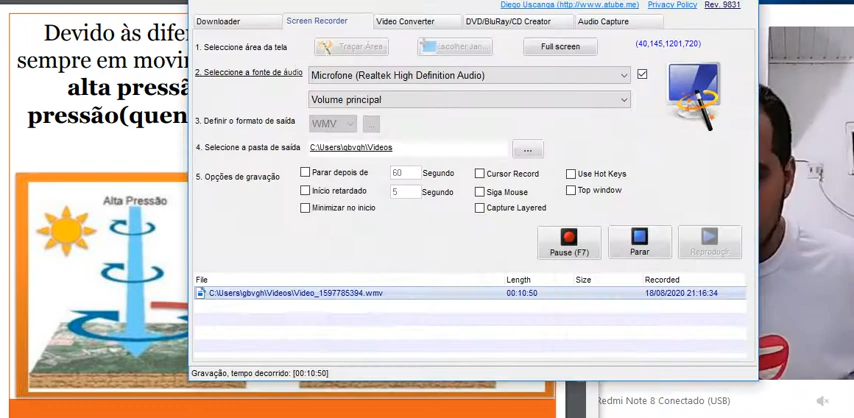 Diego Uscanga (http://www.atube.me) Privacy Policy Rev. 9831
Downloader Screen Recorder Video Converter DVD/BluRay/CD Creator Audio Capture
Devido às difer
sempre em movi
alta pressã
pressão(quen
Alta Pressão
1. Seleccione área da tela Traçar Área Escolher Jan... Full screen (40,145,1201,720)
2. Seleccione a fonte de áudio Microfone (Realtek High Definition Audio)
Volume principal
3. Definir o formato de saída WMV ...
4. Selecione a pasta de saída C:\Users\gbvgh\Videos ...
5. Opções de gravação Parar depois de 60 Segundo Cursor Record Use Hot Keys
Início retardado 5 Segundo Siga Mouse Top window
Minimizar no inicio Capture Layered
Pause (F7) Parar Reproduzir
File Length Size Recorded
C:\Users\gbvgh\Videos\Video_1597785394.wmv 00:10:50 18/08/2020 21:16:34
Gravação, tempo decorrido: [00:10:50]
Redmi Note 8 Conectado (USB)